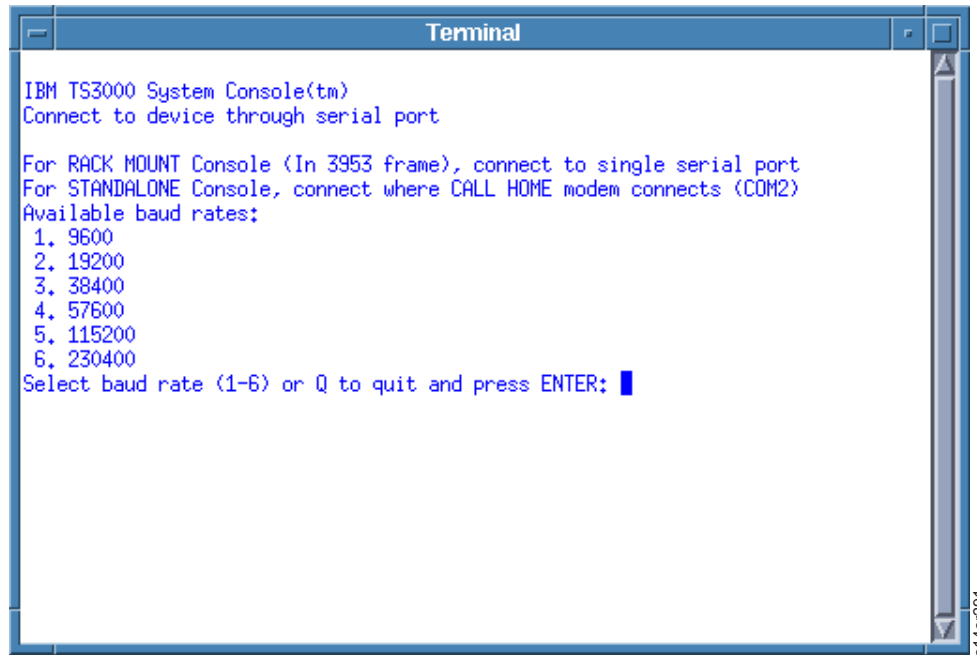 Terminal
IBM TS3000 System Console(tm)
Connect to device through serial port
For RACK MOUNT Console (In 3953 frame), connect to single serial port
For STANDALONE Console, connect where CALL HOME modem connects (COM2)
Available baud rates:
1. 9600
2. 19200
3. 38400
4. 57600
5. 115200
6. 230400
Select baud rate (1-6) or Q to quit and press ENTER: